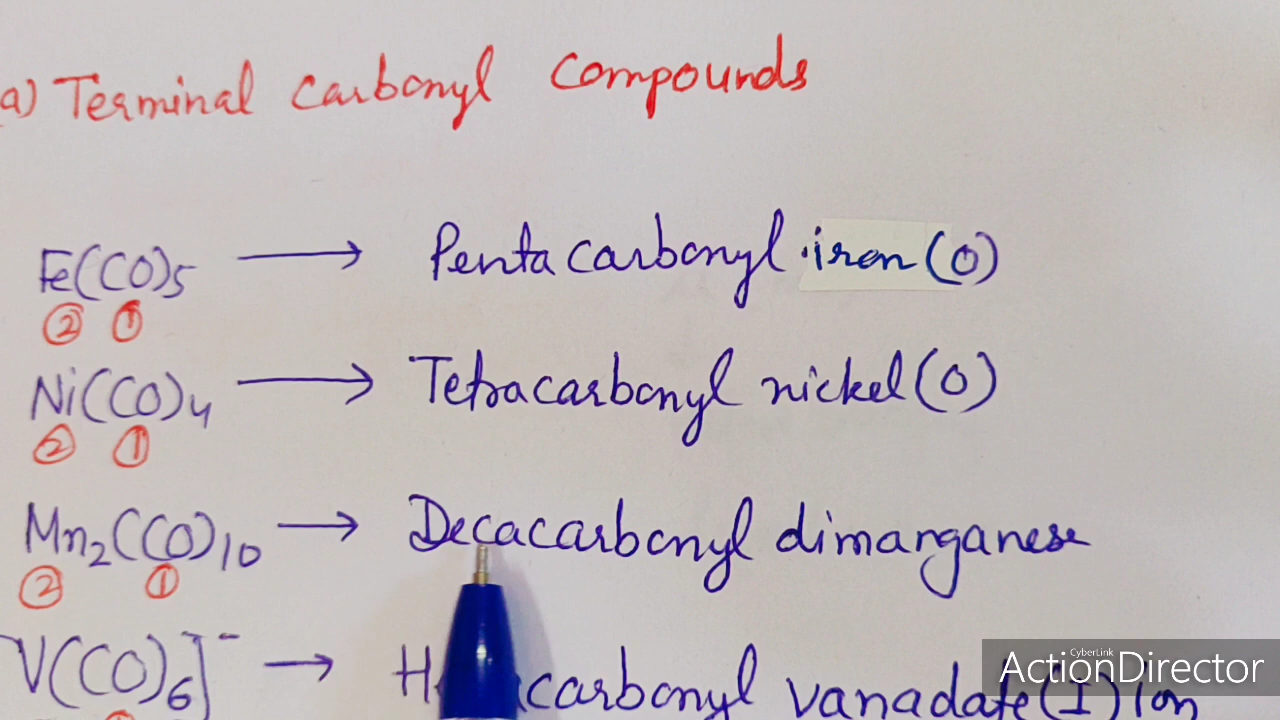 a) Terminal carbonyl compounds
Fe(CO)5 → Pentacarbonyl iron(0)
② ①
Ni(CO)4 → Tetracarbonyl nickel(0)
② ①
Mn2(CO)10 → Decacarbonyl dimanganese
② ①
V(CO)6]⁻ → carbonyl vanadate(I) Ion
CyberLink
ActionDirector